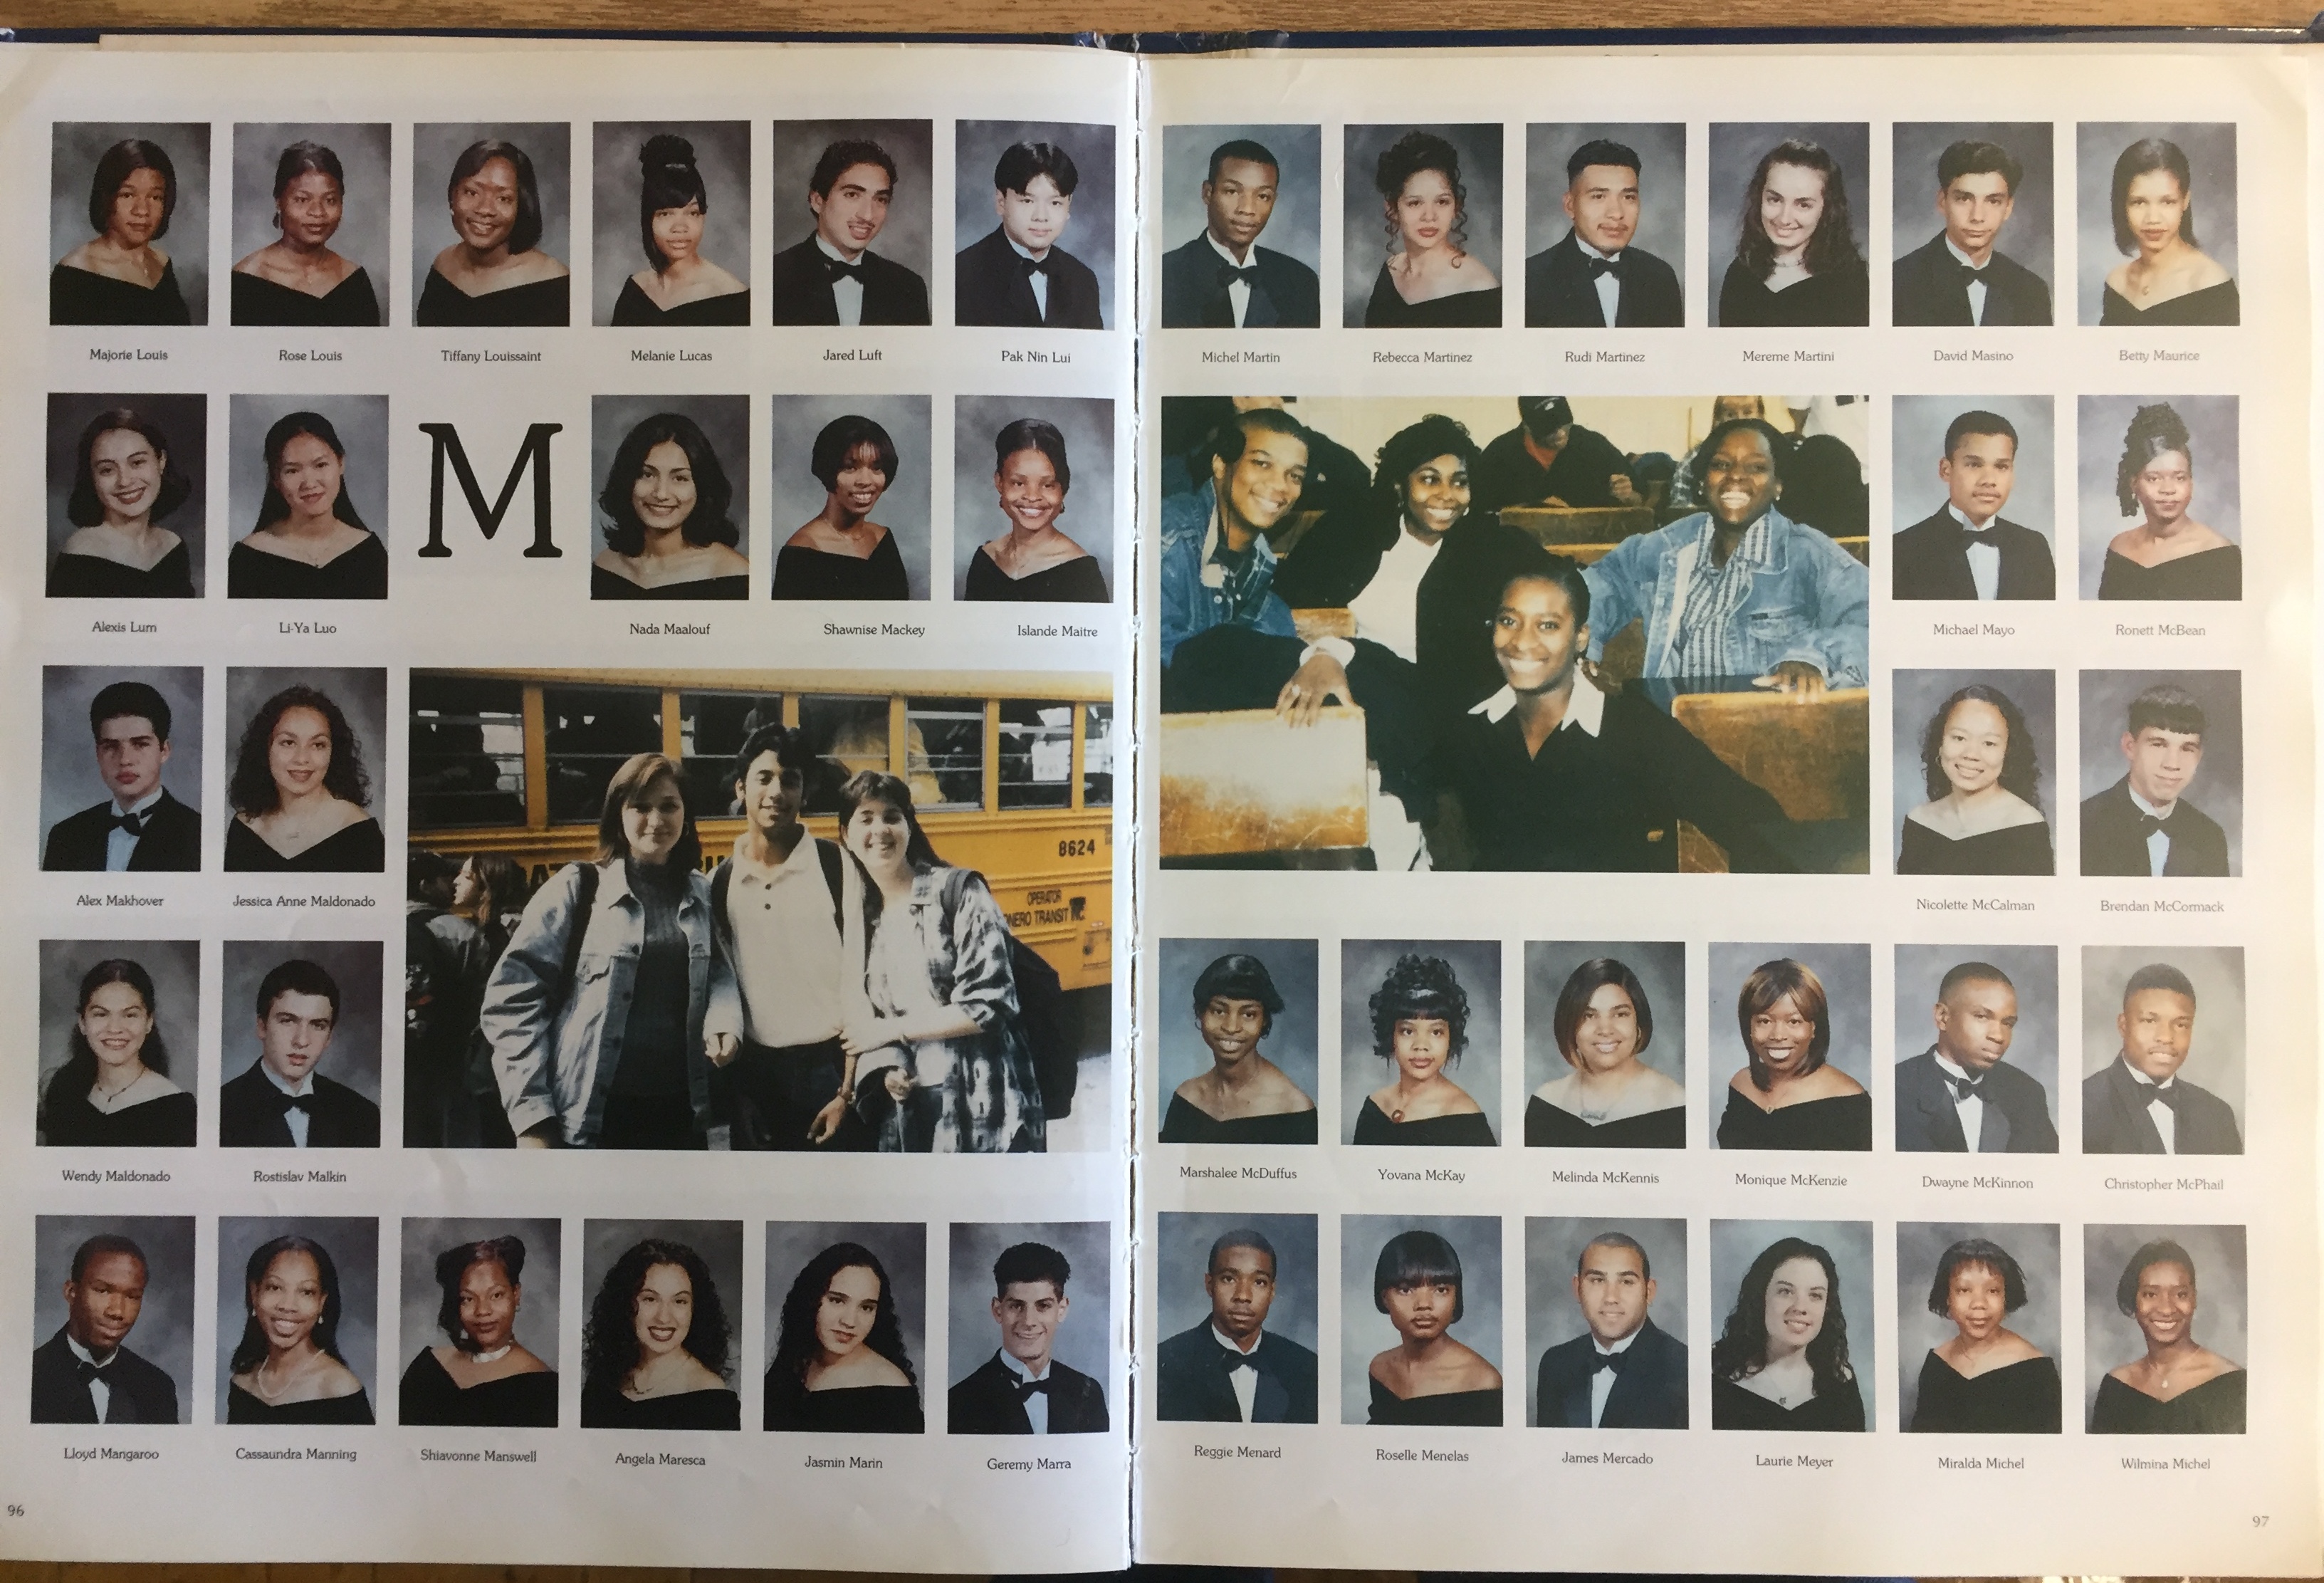 Majorie Louis
Rose Louis
Tiffany Louissaint
Melanie Lucas
Jared Luft
Pak Nin Lui
Alexis Lum
Li-Ya Luo
M
Nada Maalouf
Shawnise Mackey
Islande Maitre
Alex Makhover
Jessica Anne Maldonado
8624
OPERATOR
NERO TRANSIT INC
Wendy Maldonado
Rostislav Malkin
Lloyd Mangaroo
Cassaundra Manning
Shiavonne Manswell
Angela Maresca
Jasmin Marin
Geremy Marra
96
Michel Martin
Rebecca Martinez
Rudi Martinez
Mereme Martini
David Masino
Betty Maurice
Michael Mayo
Ronett McBean
Nicolette McCalman
Brendan McCormack
Marshalee McDuffus
Yovana McKay
Melinda McKennis
Monique McKenzie
Dwayne McKinnon
Christopher McPhail
Reggie Menard
Roselle Menelas
James Mercado
Laurie Meyer
Miralda Michel
Wilmina Michel
97